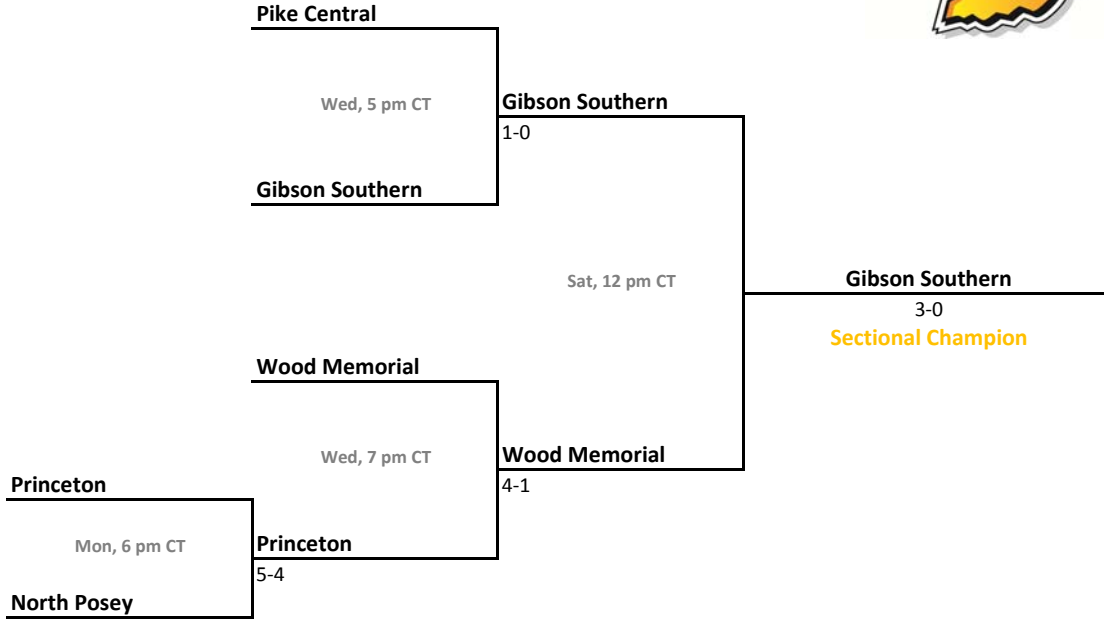 Pike Central
Wed, 5 pm CT
Gibson Southern
1-0
Gibson Southern
Sat, 12 pm CT
Gibson Southern
3-0
Sectional Champion
Wood Memorial
Wed, 7 pm CT
Wood Memorial
4-1
Princeton
Mon, 6 pm CT
Princeton
5-4
North Posey